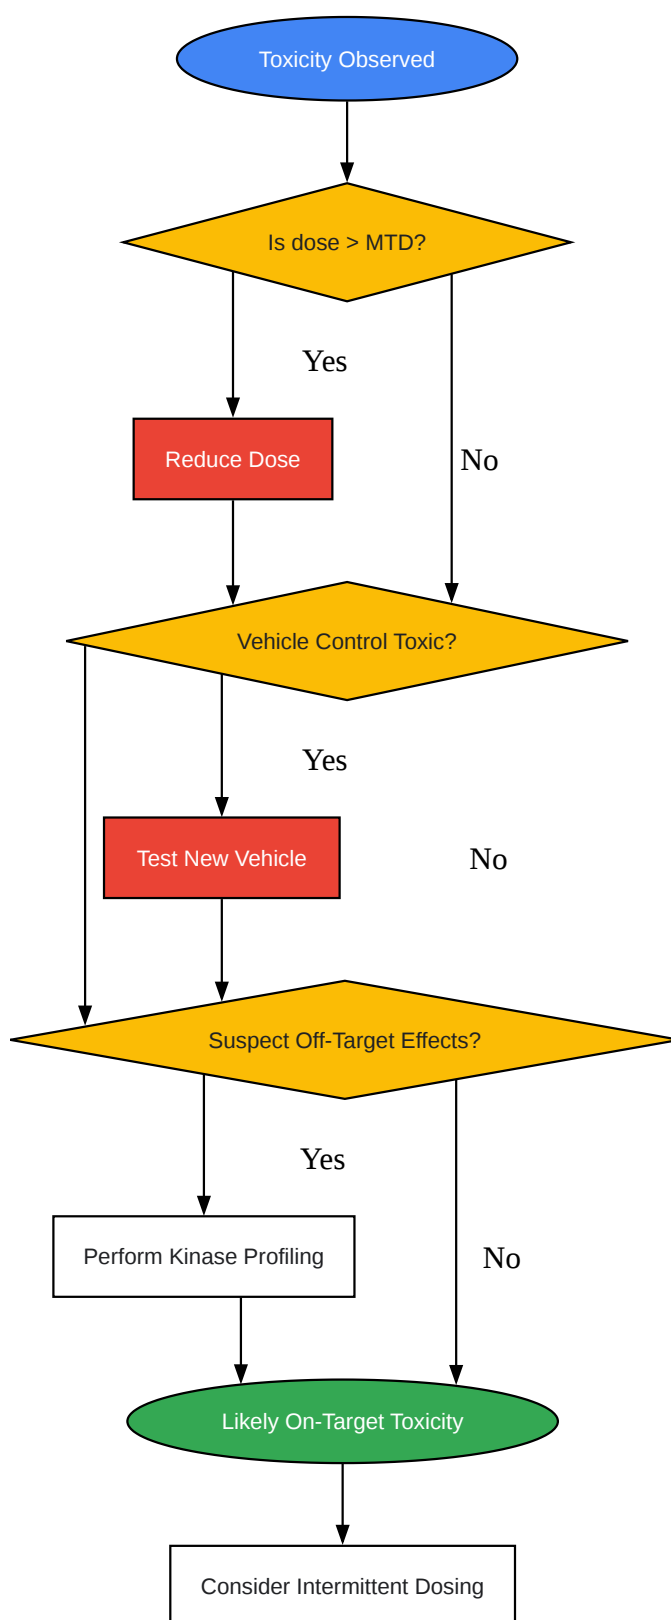 Toxicity Observed
Is dose > MTD?
Yes
Reduce Dose
No
Vehicle Control Toxic?
Yes
Test New Vehicle
No
Suspect Off-Target Effects?
Yes
Perform Kinase Profiling
No
Likely On-Target Toxicity
Consider Intermittent Dosing